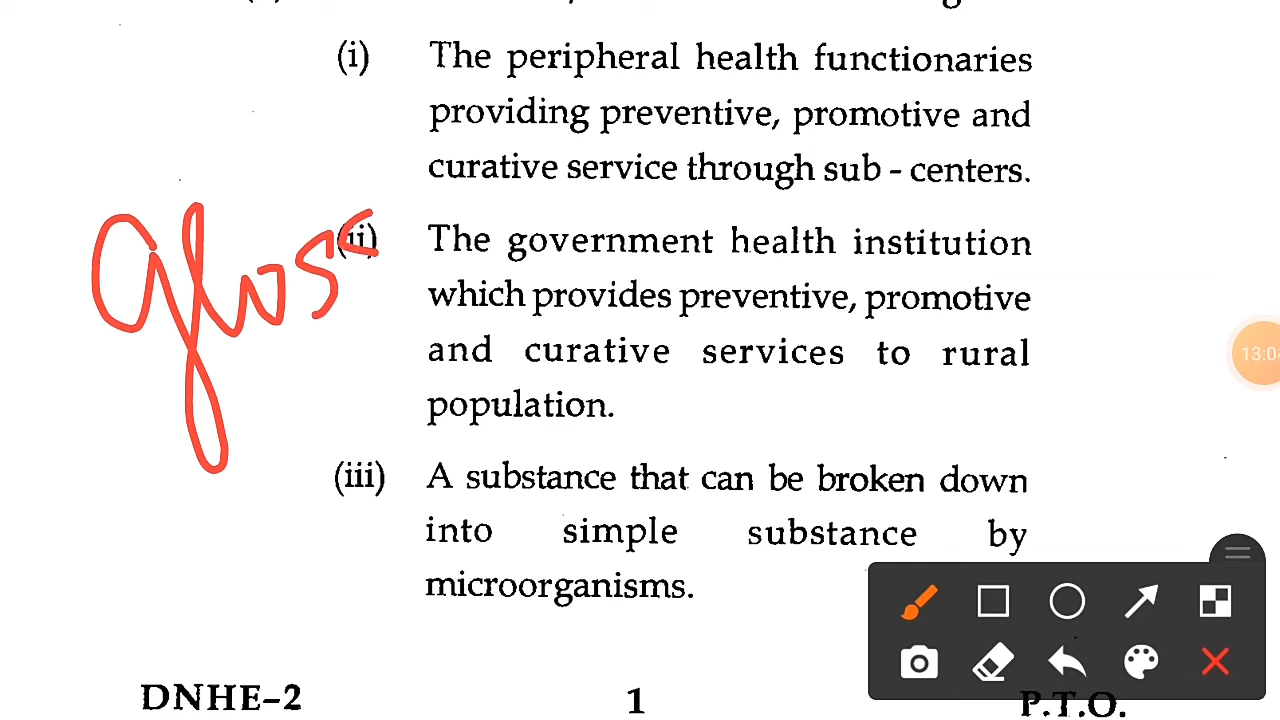 (i) The peripheral health functionaries
providing preventive, promotive and
curative service through sub - centers.
(ii) The government health institution
which provides preventive, promotive
and curative services to rural
population.
(iii) A substance that can be broken down
into simple substance by
microorganisms.
DNHE-2 1 P.T.O.
13:04